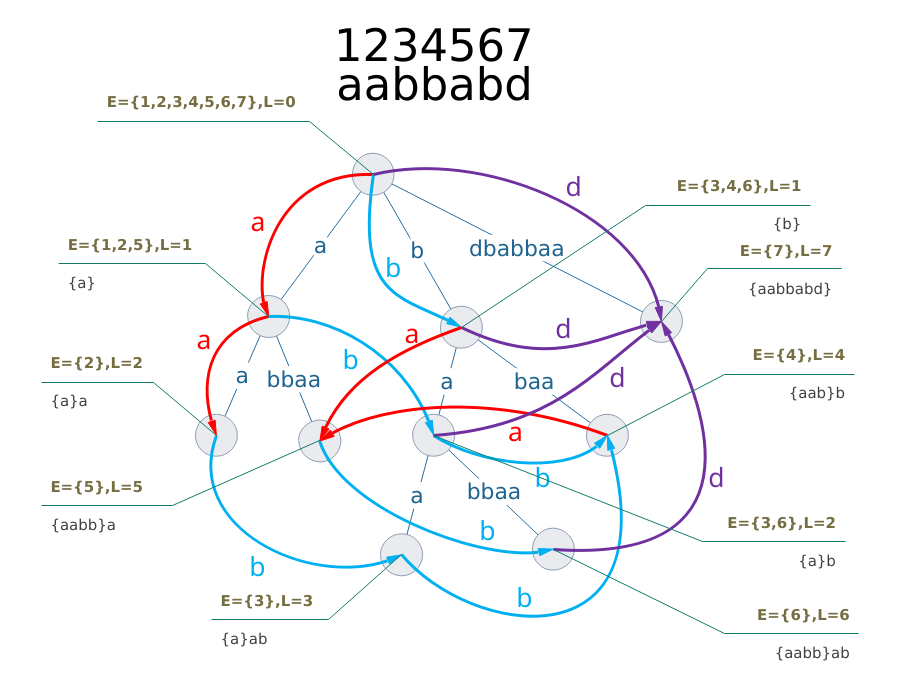 1234567
aabbabd
E={1,2,3,4,5,6,7},L=0
d
E={3,4,6},L=1
{b}
a
E={1,2,5},L=1
{a}
a
b
dbabbaa
E={7},L=7
{aabbabd}
b
a
a
d
b
E={4},L=4
{aab}b
E={2},L=2
{a}a
a
bbaa
a
baa
d
a
E={5},L=5
{aabb}a
b
d
a
bbaa
E={3,6},L=2
{a}b
b
b
E={3},L=3
{a}ab
b
E={6},L=6
{aabb}ab